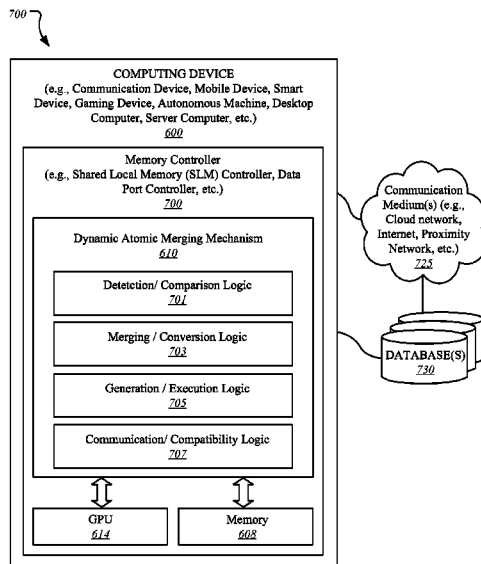 700
COMPUTING DEVICE
(e.g., Communication Device, Mobile Device, Smart
Device, Gaming Device, Autonomous Machine, Desktop
Computer, Server Computer, etc.)
600
Memory Controller
(e.g., Shared Local Memory (SLM) Controller, Data
Port Controller, etc.)
700
Dynamic Atomic Merging Mechanism
610
Detection/ Comparison Logic
701
Merging / Conversion Logic
703
Generation / Execution Logic
705
Communication/ Compatibility Logic
707
GPU
614
Memory
608
Communication
Medium(s) (e.g.,
Cloud network,
Internet, Proximity
Network, etc.)
725
DATABASE(S)
730